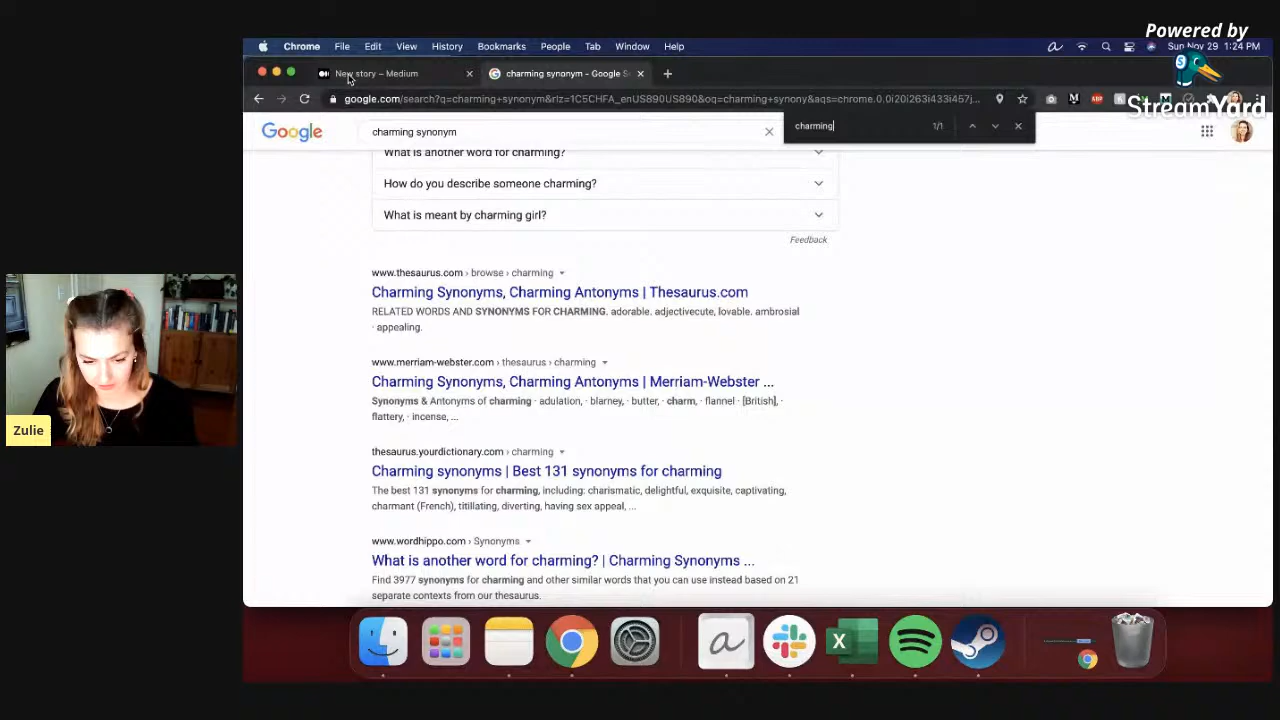 Powered by
StreamYard
Chrome File Edit View History Bookmarks People Tab Window Help
Sun Nov 29 1:24 PM
New story – Medium
charming synonym - Google S
google.com/search?q=charming+synonym&rlz=1C5CHFA_enUS890US890&oq=charming+synony&aqs=chrome.0.0i20i263i433i457j...
Google
charming synonym
charming
1/1
What is another word for charming?
How do you describe someone charming?
What is meant by charming girl?
Feedback
www.thesaurus.com › browse › charming
Charming Synonyms, Charming Antonyms | Thesaurus.com
RELATED WORDS AND SYNONYMS FOR CHARMING. adorable. adjectivecute, lovable. ambrosial
· appealing.
www.merriam-webster.com › thesaurus › charming
Charming Synonyms, Charming Antonyms | Merriam-Webster ...
Synonyms & Antonyms of charming · adulation, · blarney, · butter, · charm, · flannel · [British], ·
flattery, · incense, ...
thesaurus.yourdictionary.com › charming
Charming synonyms | Best 131 synonyms for charming
The best 131 synonyms for charming, including: charismatic, delightful, exquisite, captivating,
charmant (French), titillating, diverting, having sex appeal, ...
www.wordhippo.com › Synonyms
What is another word for charming? | Charming Synonyms ...
Find 3977 synonyms for charming and other similar words that you can use instead based on 21
separate contexts from our thesaurus.
Zulie